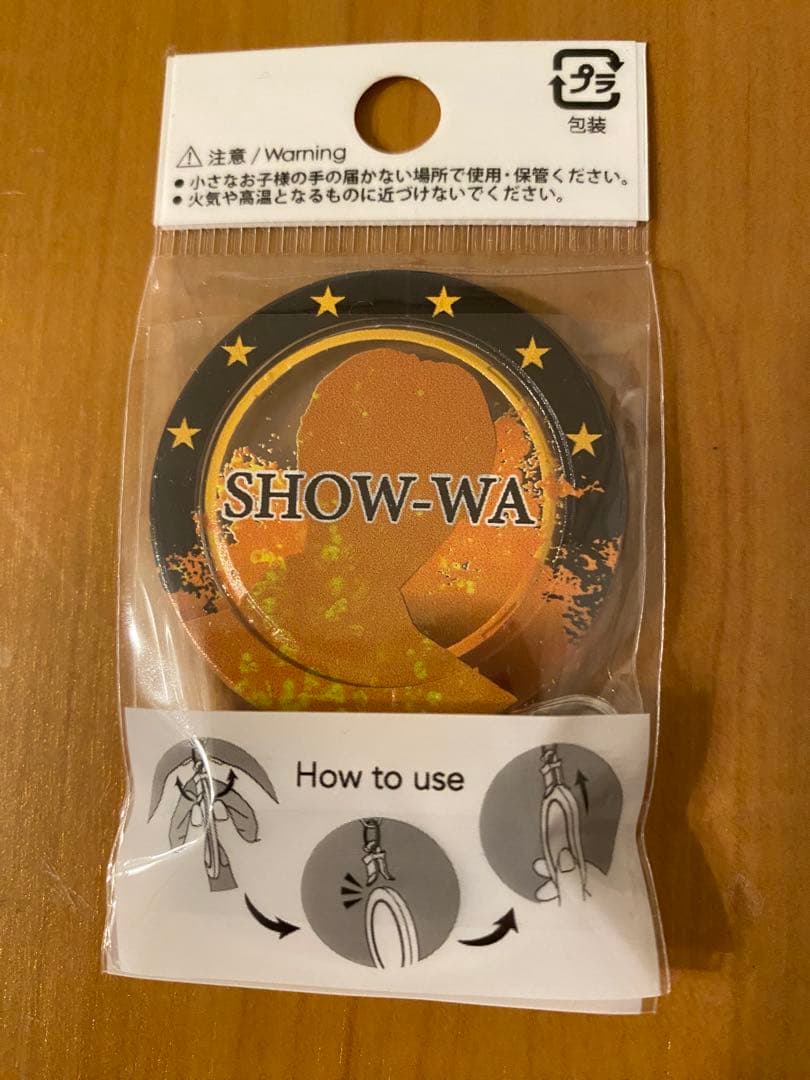 プラ
包装
⚠ 注意 / Warning
● 小さなお子様の手の届かない場所で使用・保管ください。
● 火気や高温となるものに近づけないでください。
SHOW-WA
How to use